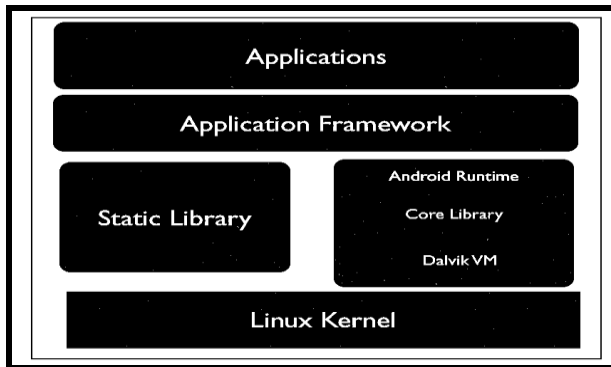 Applications
Application Framework
Static Library
Android Runtime
Core Library
Dalvik VM
Linux Kernel